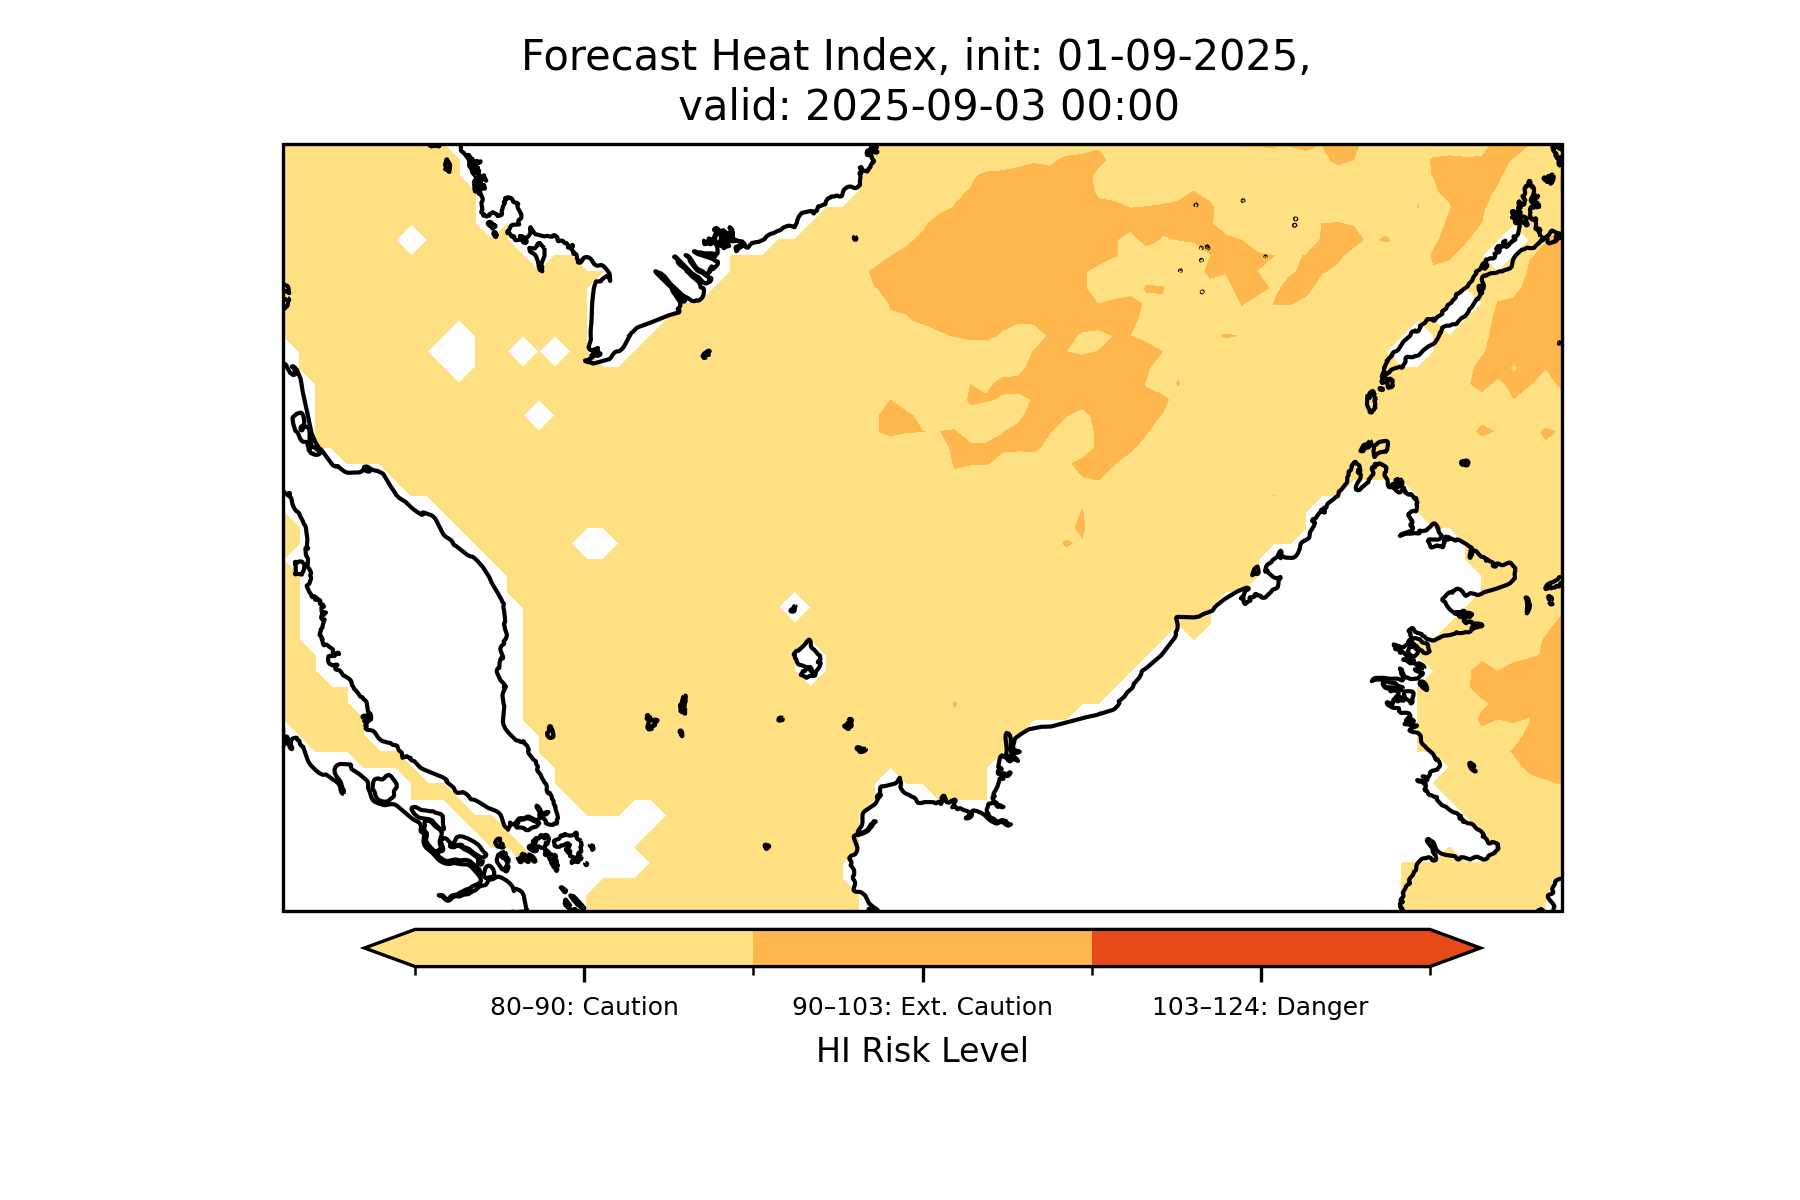 Forecast Heat Index, init: 01-09-2025,
valid: 2025-09-03 00:00
80–90: Caution
90–103: Ext. Caution
103–124: Danger
HI Risk Level